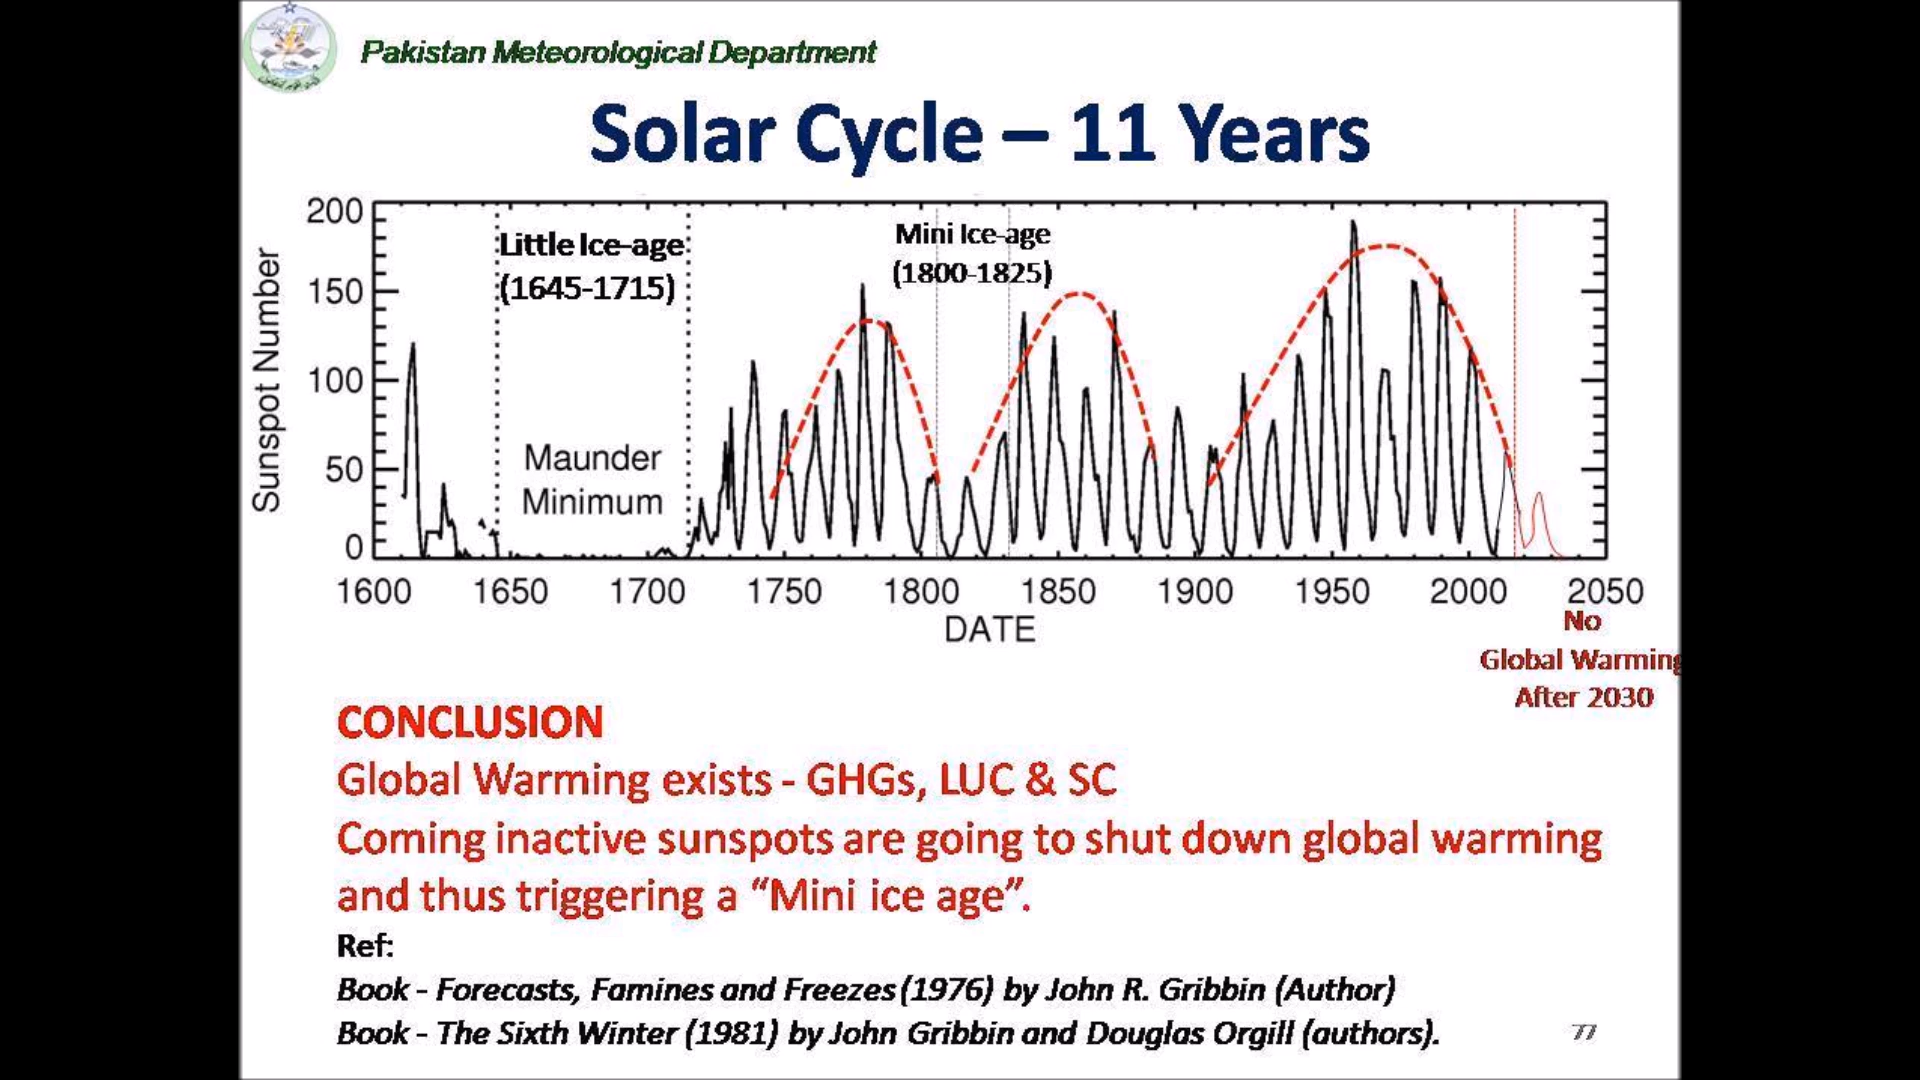 Pakistan Meteorological Department
Solar Cycle – 11 Years
Sunspot Number
200
150
100
50
0
Little Ice-age
(1645-1715)
Mini Ice-age
(1800-1825)
Maunder
Minimum
1600 1650 1700 1750 1800 1850 1900 1950 2000 2050
DATE
No
Global Warming
After 2030
CONCLUSION
Global Warming exists - GHGs, LUC & SC
Coming inactive sunspots are going to shut down global warming
and thus triggering a “Mini ice age”.
Ref:
Book - Forecasts, Famines and Freezes (1976) by John R. Gribbin (Author)
Book - The Sixth Winter (1981) by John Gribbin and Douglas Orgill (authors).
77